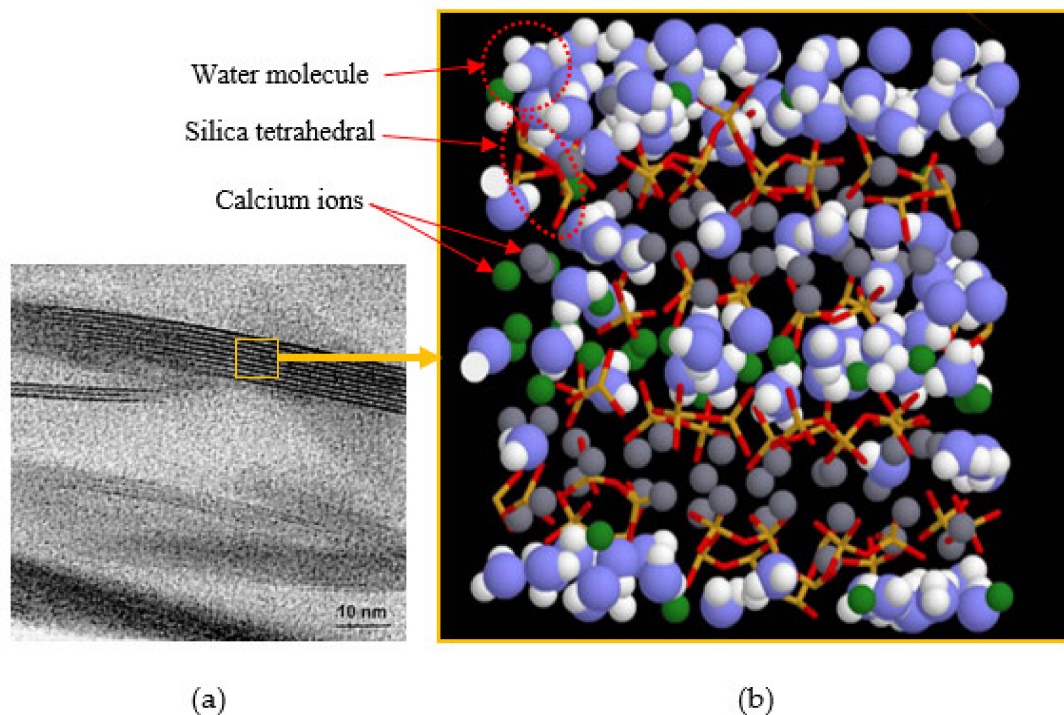 Water molecule
Silica tetrahedral
Calcium ions
10 nm
(a)
(b)